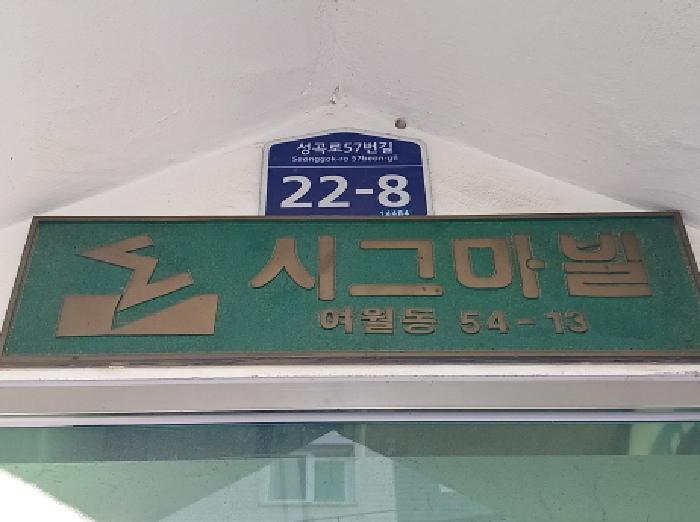 성곡로57번길
Seonggok-ro 57beon-gil
22-8
시그마빌
여월동 54-13